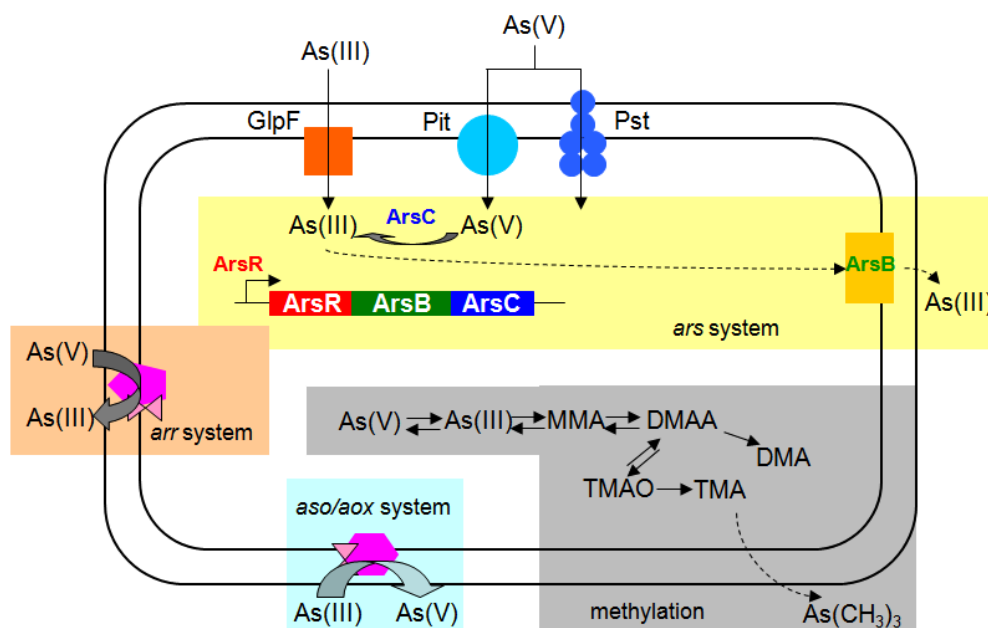 As(V)
As(III)
GlpF
Pit
Pst
As(III)
ArsC
As(V)
ArsR
ArsB
As(III)
ArsR ArsB ArsC
ars system
As(V)
As(III)
arr system
As(V) As(III) MMA DMAA
DMA
TMAO TMA
aso/aox system
As(III) As(V)
methylation
As(CH₃)₃